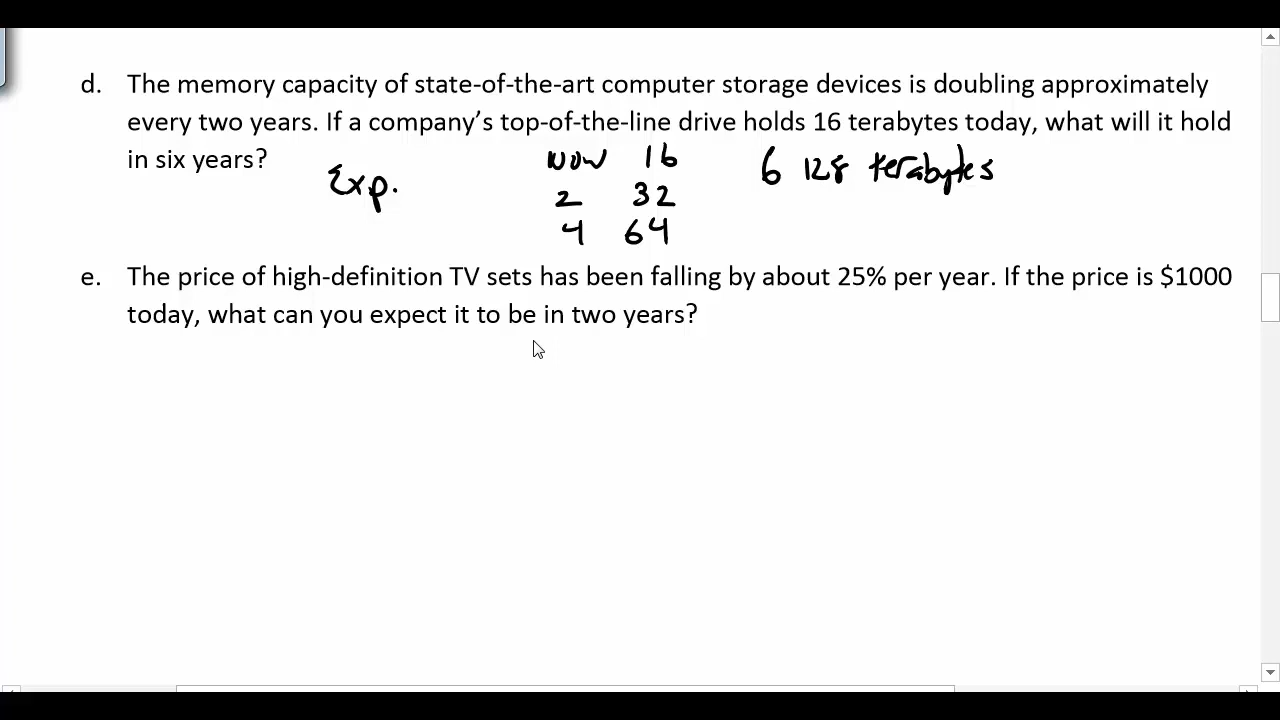 d. The memory capacity of state-of-the-art computer storage devices is doubling approximately
every two years. If a company's top-of-the-line drive holds 16 terabytes today, what will it hold
in six years?
Exp.
NOW 16
2 32
4 64
6 128 terabytes
e. The price of high-definition TV sets has been falling by about 25% per year. If the price is $1000
today, what can you expect it to be in two years?